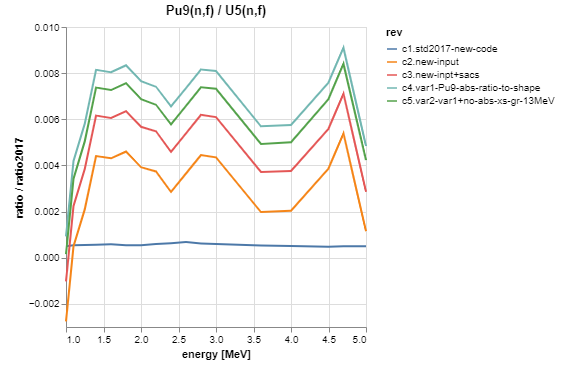 Pu9(n,f) / U5(n,f)
ratio / ratio2017
0.010
0.008
0.006
0.004
0.002
0.000
−0.002
1.0 1.5 2.0 2.5 3.0 3.5 4.0 4.5 5.0
energy [MeV]
rev
c1.std2017-new-code
c2.new-input
c3.new-inpt+sacs
c4.var1-Pu9-abs-ratio-to-shape
c5.var2-var1+no-abs-xs-gr-13MeV